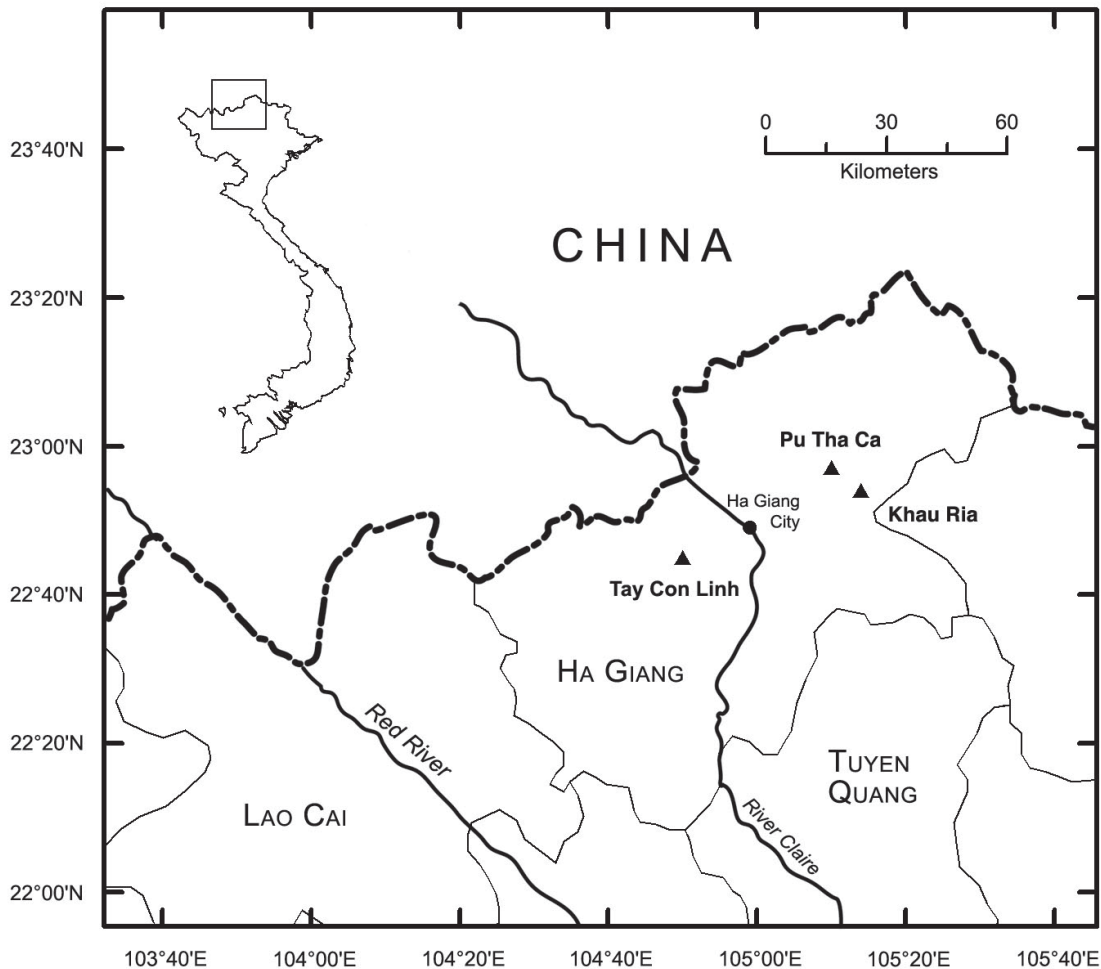 0 30 60
Kilometers
23°40'N
CHINA
23°20'N
23°00'N
Pu Tha Ca
Ha Giang
City
Khau Ria
22°40'N
Tay Con Linh
HA GIANG
Red River
22°20'N
TUYEN
QUANG
LAO CAI
River Claire
22°00'N
103°40'E 104°00'E 104°20'E 104°40'E 105°00'E 105°20'E 105°40'E